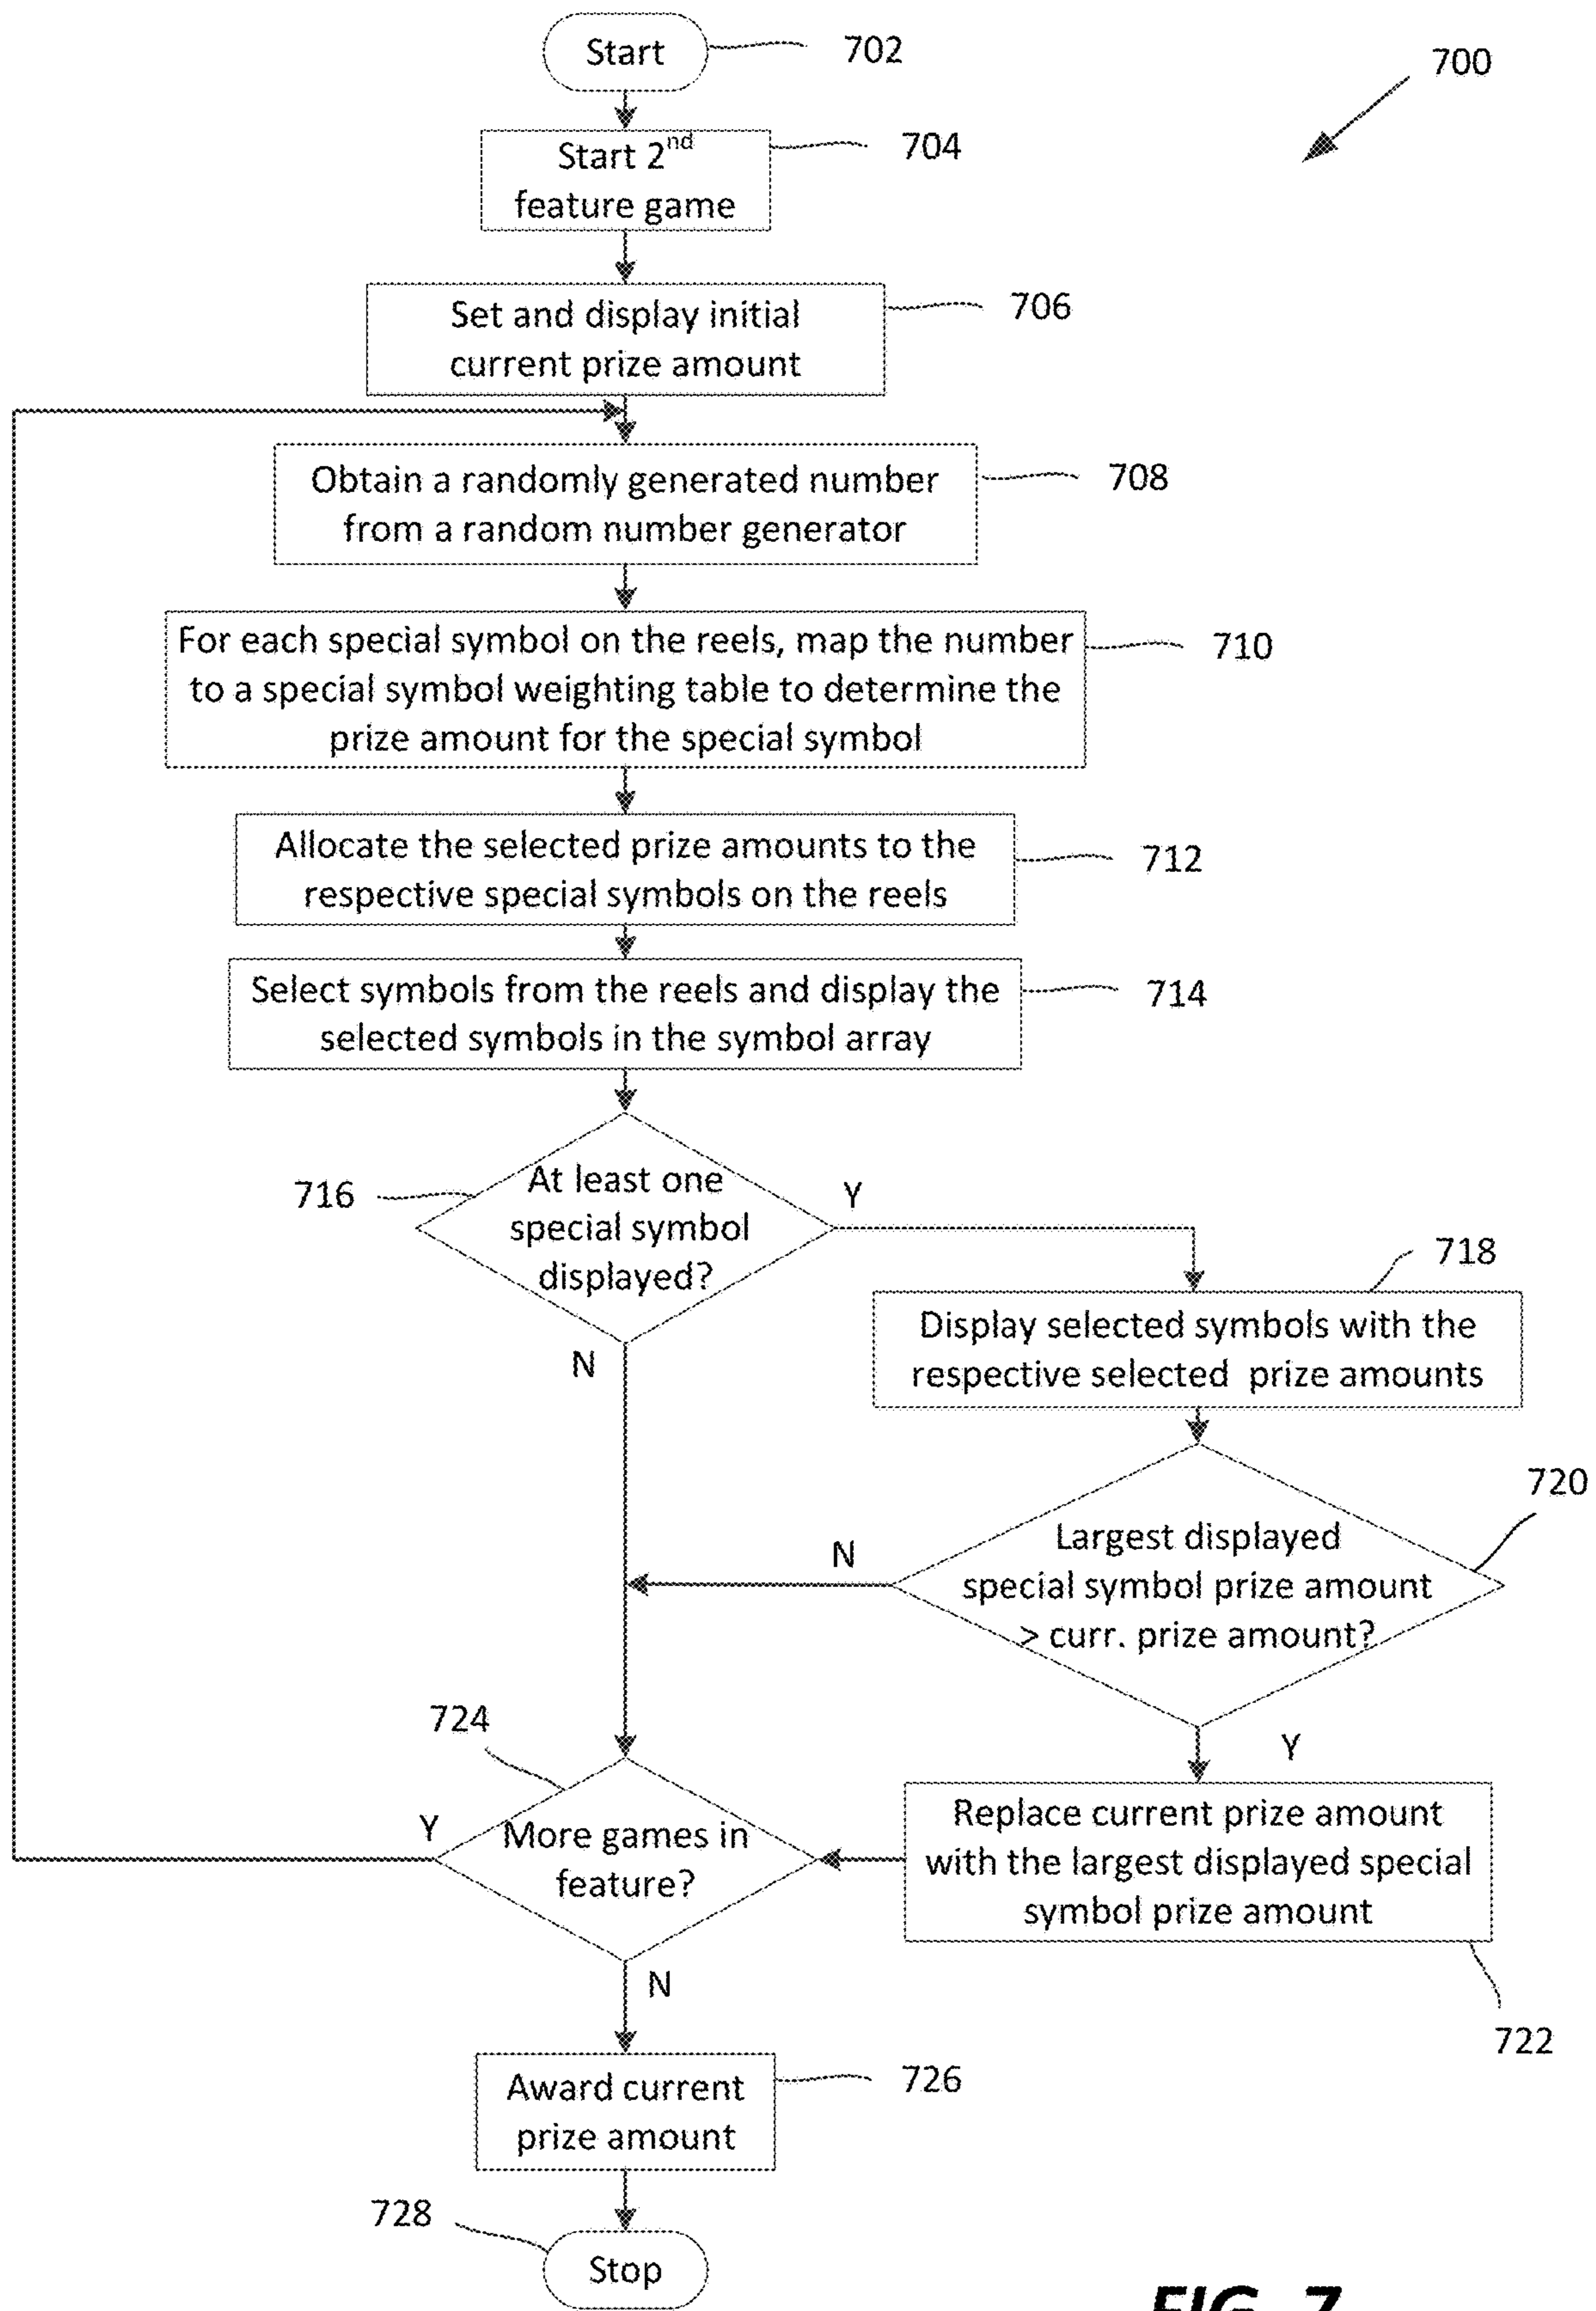 Start
702
700
Start 2nd
feature game
704
Set and display initial
current prize amount
706
Obtain a randomly generated number
from a random number generator
708
For each special symbol on the reels, map the number
to a special symbol weighting table to determine the
prize amount for the special symbol
710
Allocate the selected prize amounts to the
respective special symbols on the reels
712
Select symbols from the reels and display the
selected symbols in the symbol array
714
716
At least one
special symbol
displayed?
Y
N
718
Display selected symbols with the
respective selected prize amounts
720
Largest displayed
special symbol prize amount
> curr. prize amount?
N
Y
724
More games in
feature?
Y
N
Replace current prize amount
with the largest displayed special
symbol prize amount
722
Award current
prize amount
726
728
Stop
FIG. 7